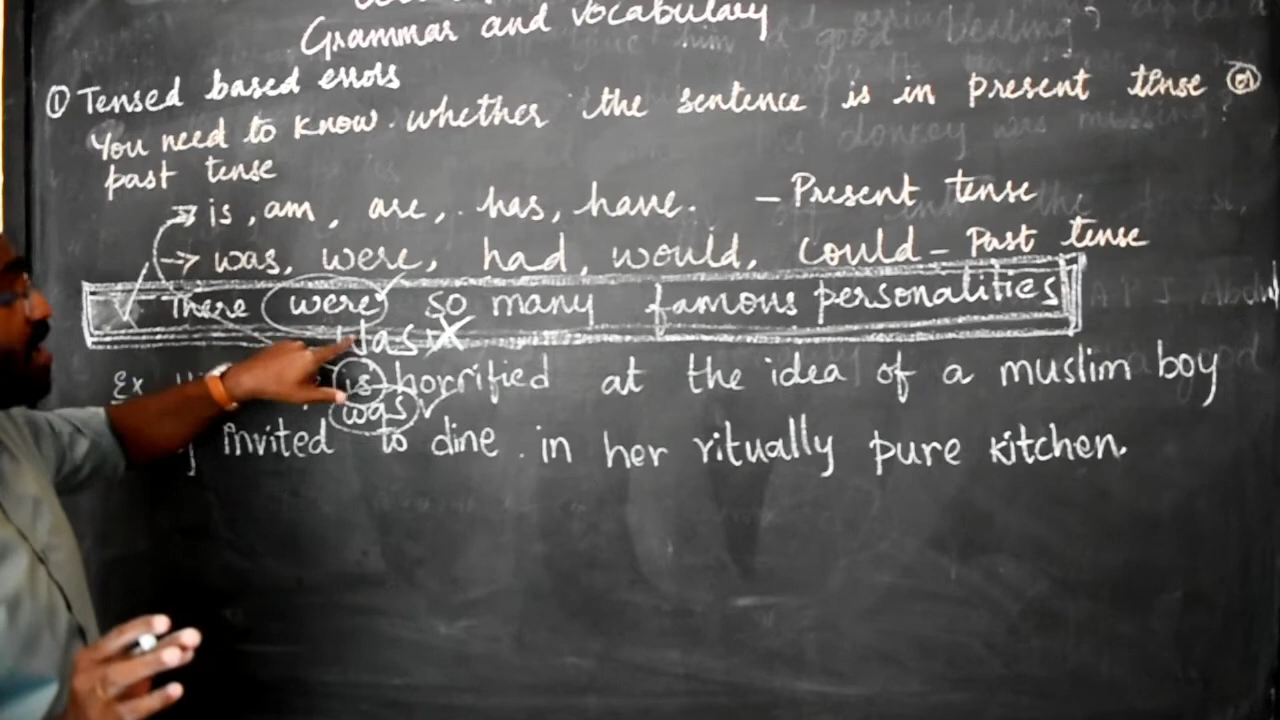 Grammar and vocabulary
① Tensed based errors
You need to know whether the sentence is in present tense or
past tense
→ is, am, are, has, have. – Present tense
→ was, were, had, would, could – Past tense
There were so many famous personalities
Was
Ex is horrified at the idea of a muslim boy
was
invited to dine in her ritually pure kitchen.